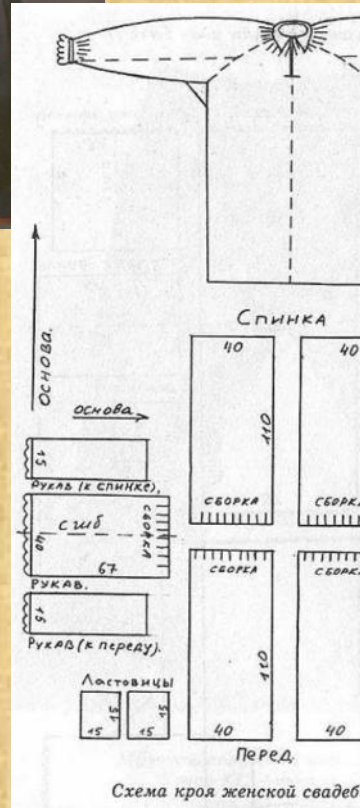 Спинка
40 40
110
основа.
основа
сборка сборка
15
рукав (к спинке),
сгиб
сборка
40
67
рукав.
сборка сборка
15
рукав (к переду).
110
Ластовицы
15 15
15 15
40 40
Перед.
Схема кроя женской свадеб